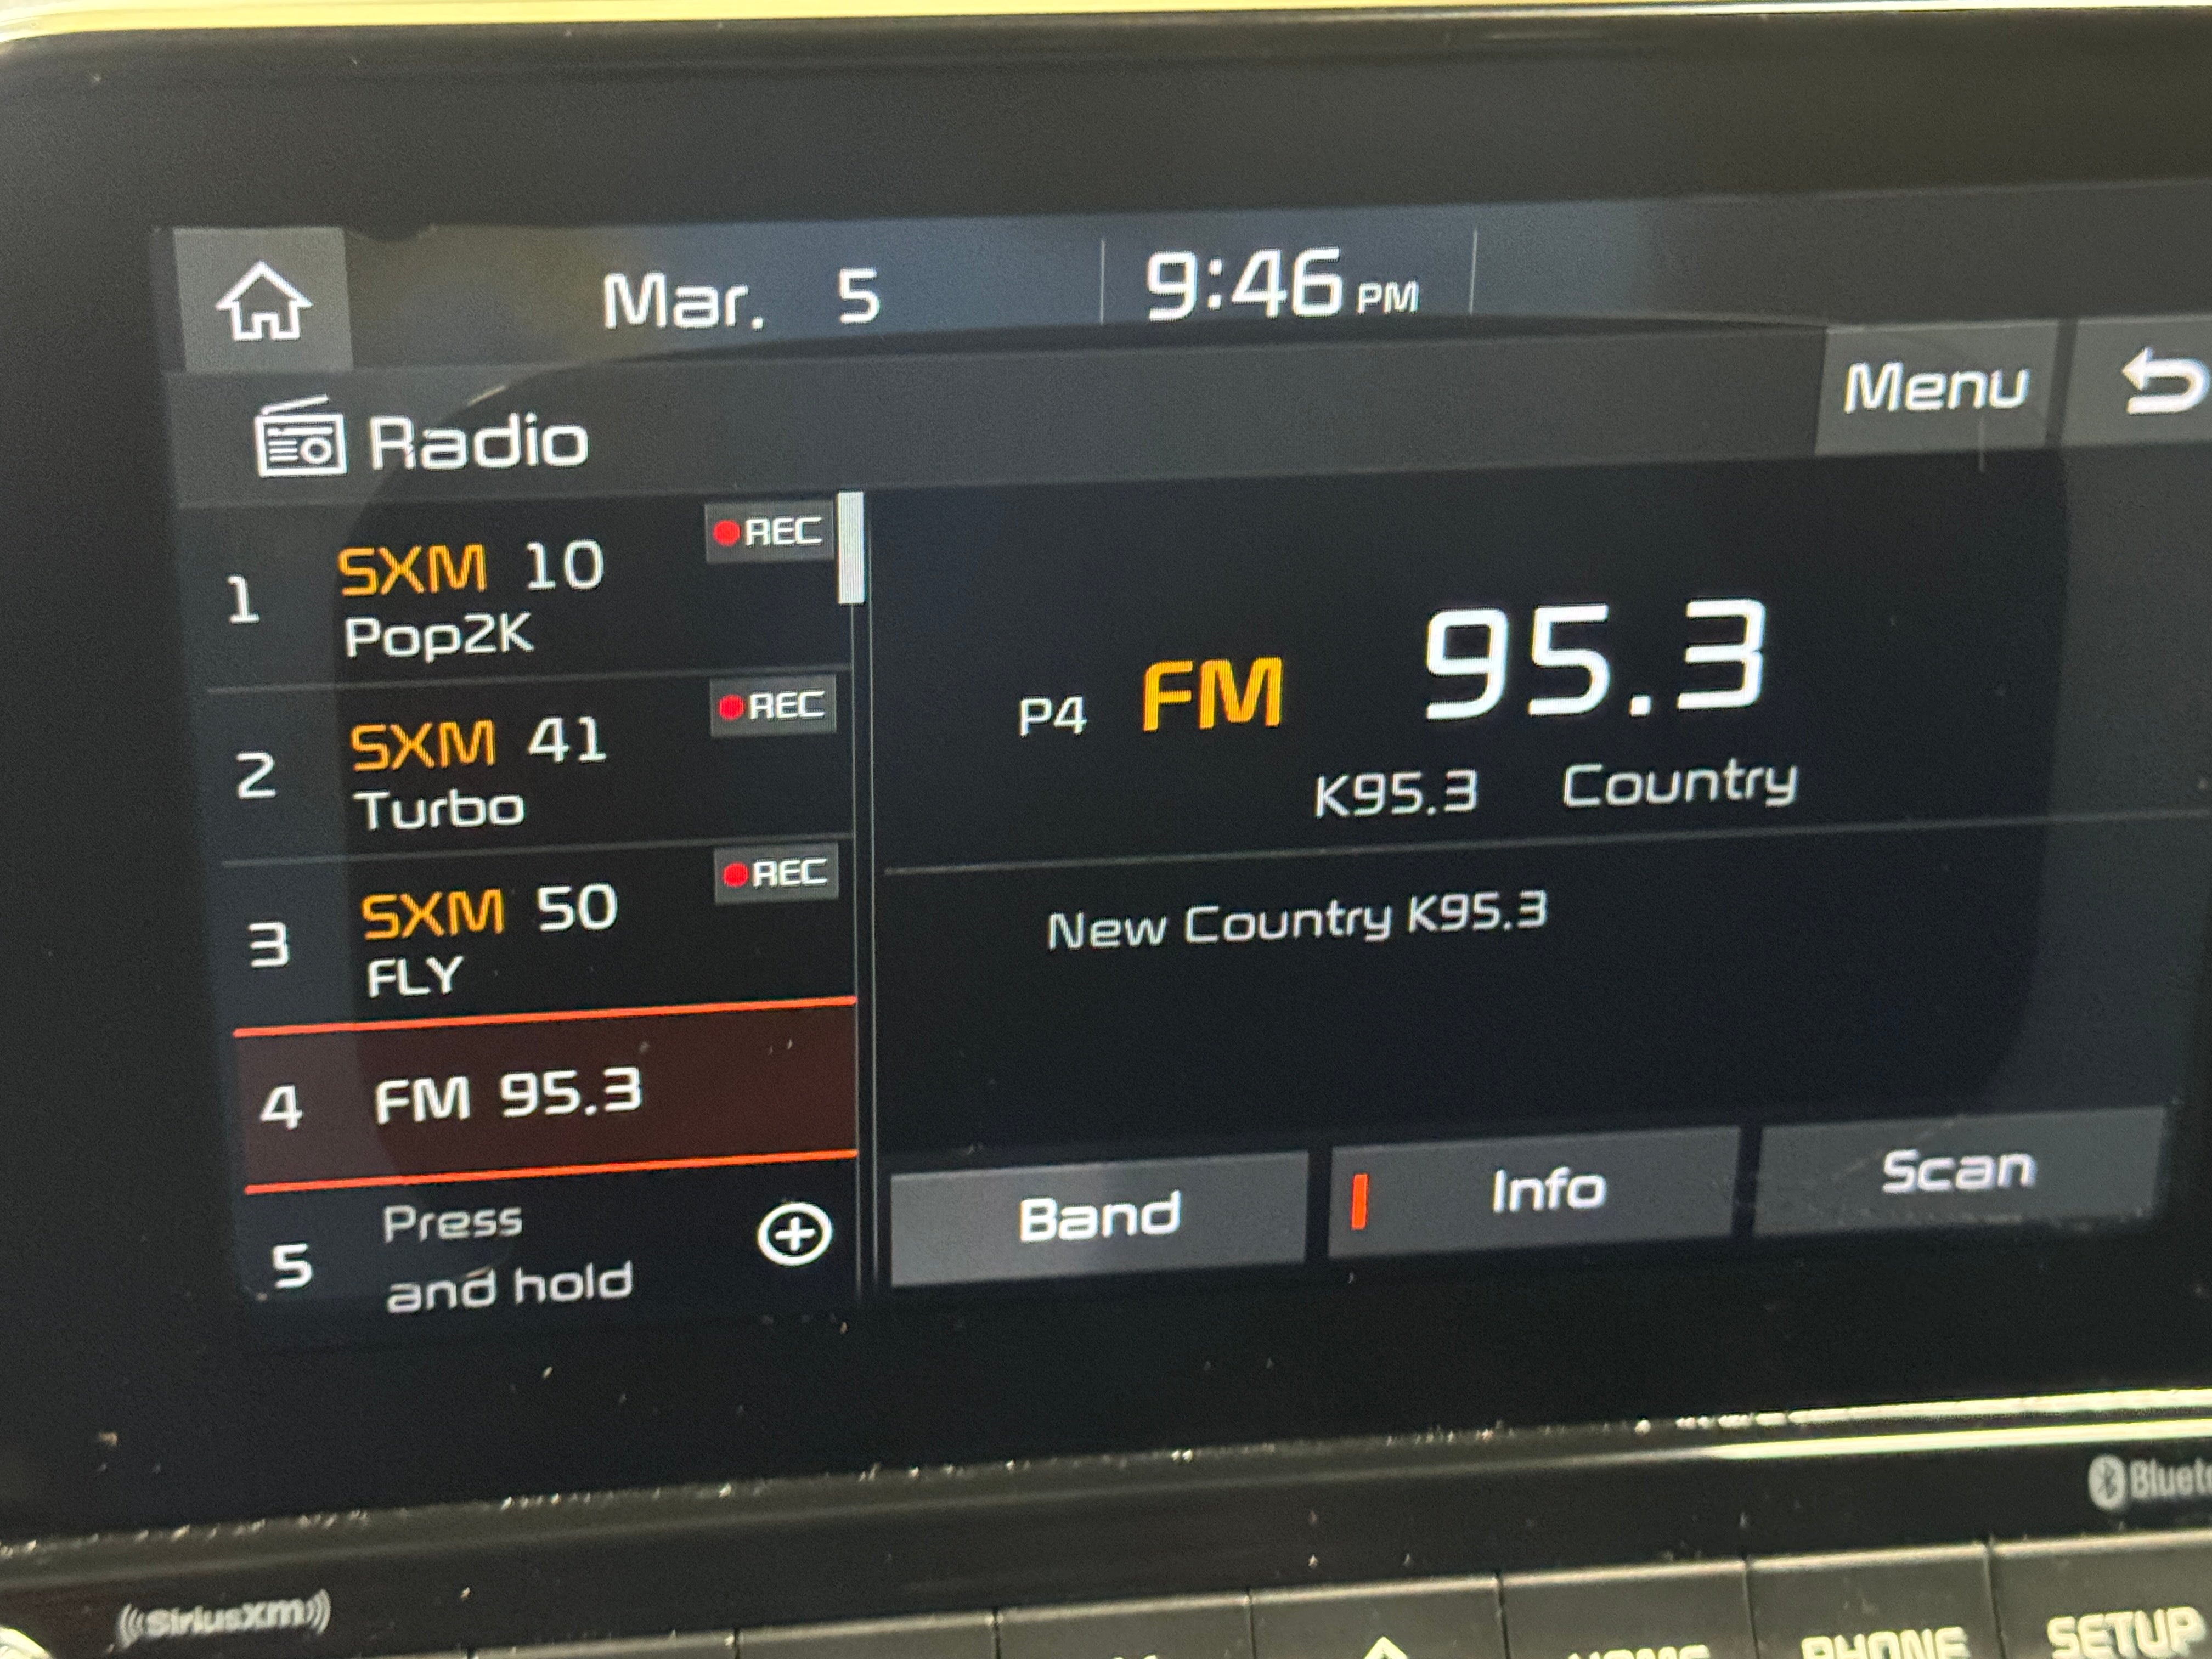 Mar. 5 9:46 PM
Menu
Radio
1 SXM 10 REC
Pop2K
2 SXM 41 REC
Turbo
3 SXM 50 REC
FLY
4 FM 95.3
5 Press
and hold
P4 FM 95.3
K95.3 Country
New Country K95.3
Band Info Scan
((SiriusXM))
HOME PHONE SETUP